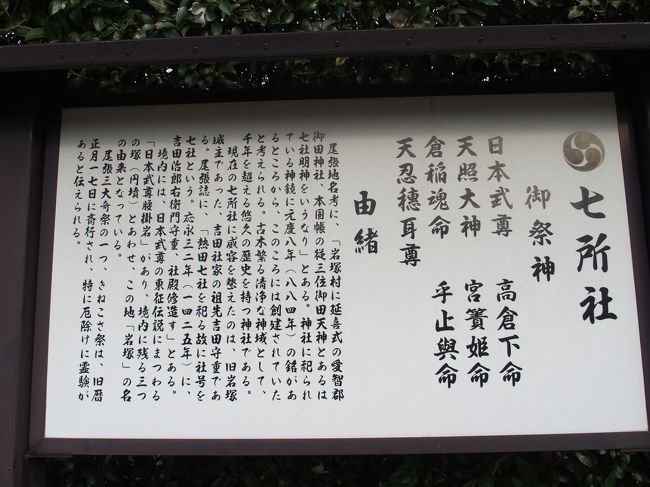 七所社
御祭神
日本武尊 高倉下命
天照大神 宮簀姫命
倉稲魂命 乎止與命
天忍穂耳尊
由緒
尾張地名考に、「岩塚村に延喜式の愛智郡
御田神社、本国帳の従三位御田天神とあるは
七社明神をいうなり」とある。神社に祀られ
ている神鏡に元慶八年(八八四年)の銘があ
るところから、このころには創建されていた
と考えられる。古木繁る清浄な神域として、
千年を超える悠久の歴史を持つ神社である。
現在の七所社に威容を整えたのは、旧岩塚
城主であった、吉田社家の祖先吉田守重であ
る。尾張誌に、「熱田七社を祀る故に社号を
七社という。応永三二年(一四二五年)に、
吉田治郎右衛門守重、社殿修造す」とある。
境内には、日本武尊の東征伝説にまつわる
「日本武尊腰掛岩」があり、境内に残る三つ
の塚(円墳)とあわせ、この地「岩塚」の名
の由来となっている。
尾張三大奇祭の一つ、きねこさ祭は、旧暦
正月一七日に斎行され、特に厄除けに霊験が
あると伝えられる。